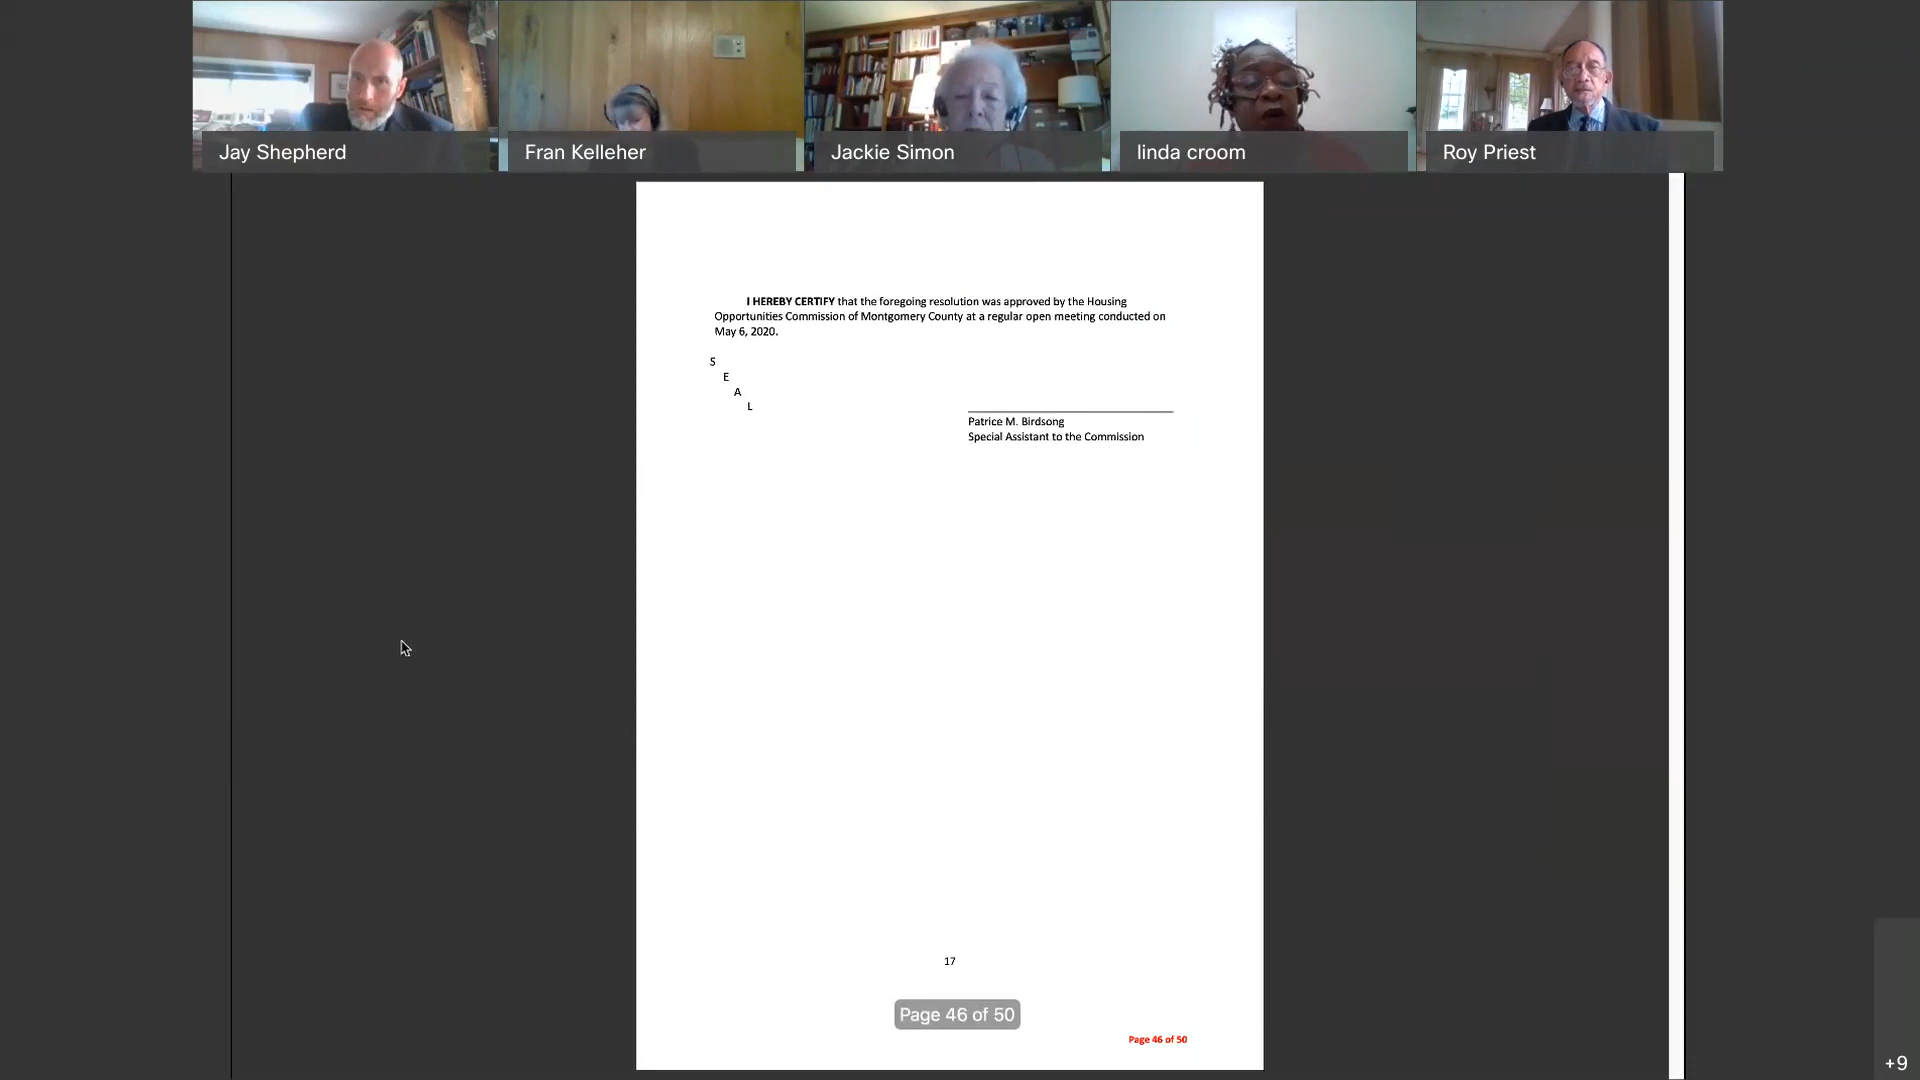 Jay Shepherd
Fran Kelleher
Jackie Simon
linda croom
Roy Priest
I HEREBY CERTIFY that the foregoing resolution was approved by the Housing
Opportunities Commission of Montgomery County at a regular open meeting conducted on
May 6, 2020.
S
E
A
L
Patrice M. Birdsong
Special Assistant to the Commission
17
Page 46 of 50
Page 46 of 50
+9